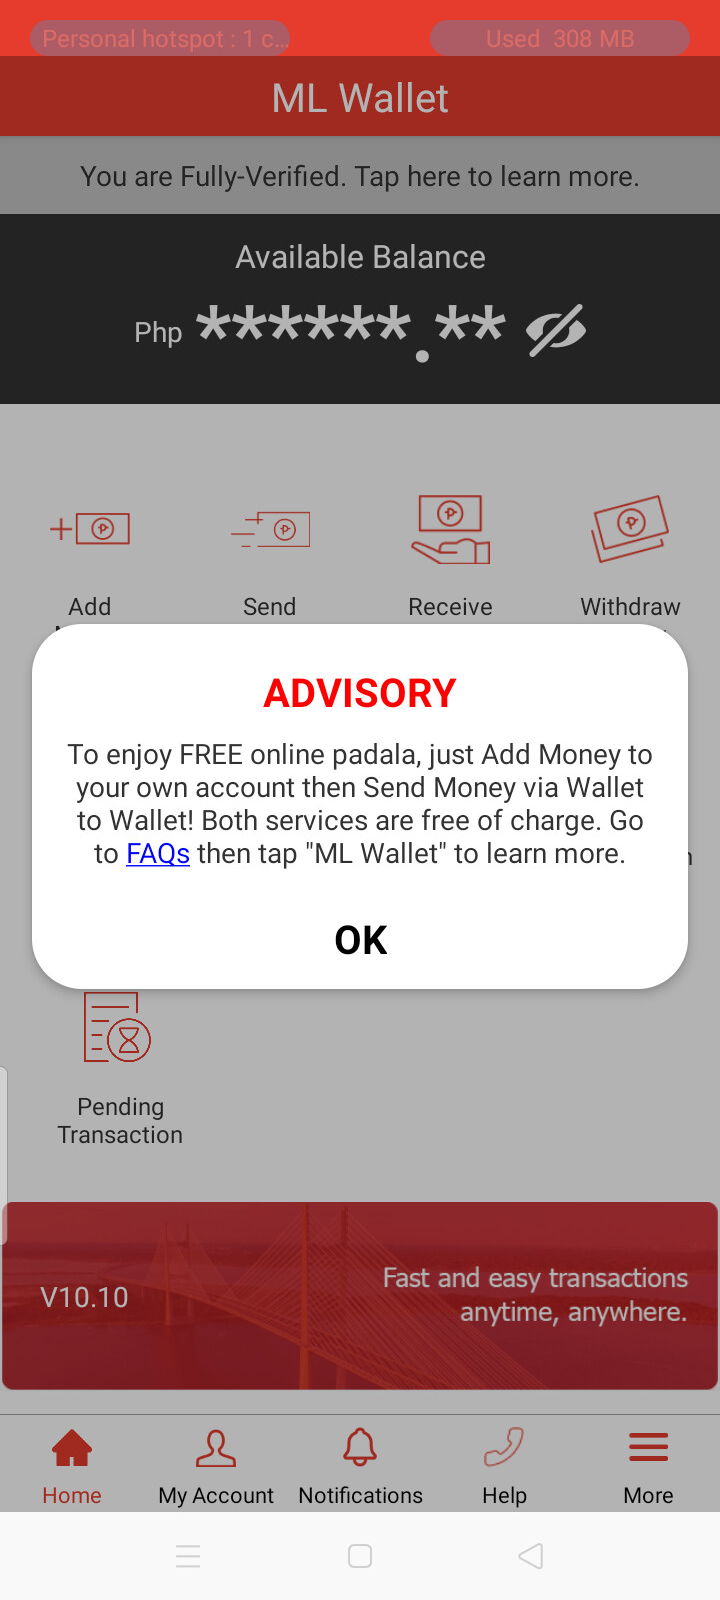 Personal hotspot : 1 c...
Used 308 MB
ML Wallet
You are Fully-Verified. Tap here to learn more.
Available Balance
Php ******.**
Add
Send
Receive
Withdraw
ADVISORY
To enjoy FREE online padala, just Add Money to
your own account then Send Money via Wallet
to Wallet! Both services are free of charge. Go
to FAQs then tap "ML Wallet" to learn more.
OK
Pending
Transaction
V10.10
Fast and easy transactions
anytime, anywhere.
Home
My Account
Notifications
Help
More